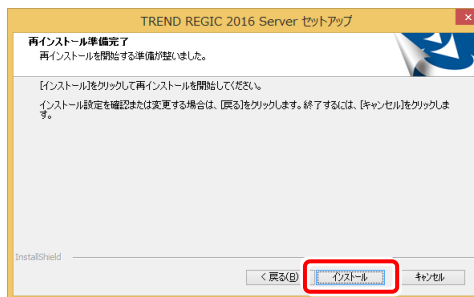 TREND REGIC 2016 Server セットアップ
再インストール準備完了
再インストールを開始する準備が整いました。
[インストール]をクリックして再インストールを開始してください。
インストール設定を確認または変更する場合は、[戻る]をクリックします。終了するには、[キャンセル]をクリックしま
す。
InstallShield
< 戻る(B)
インストール
キャンセル